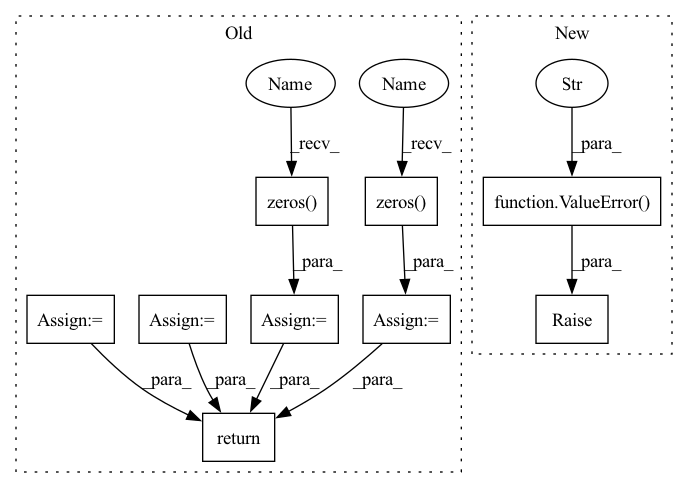 Old
New
Name
Name
Str
_recv_
_recv_
_para_
zeros()
zeros()
function.ValueError()
_para_
_para_
_para_
Assign:=
Assign:=
Assign:=
Assign:=
Raise
_para_
_para_
_para_
_para_
return